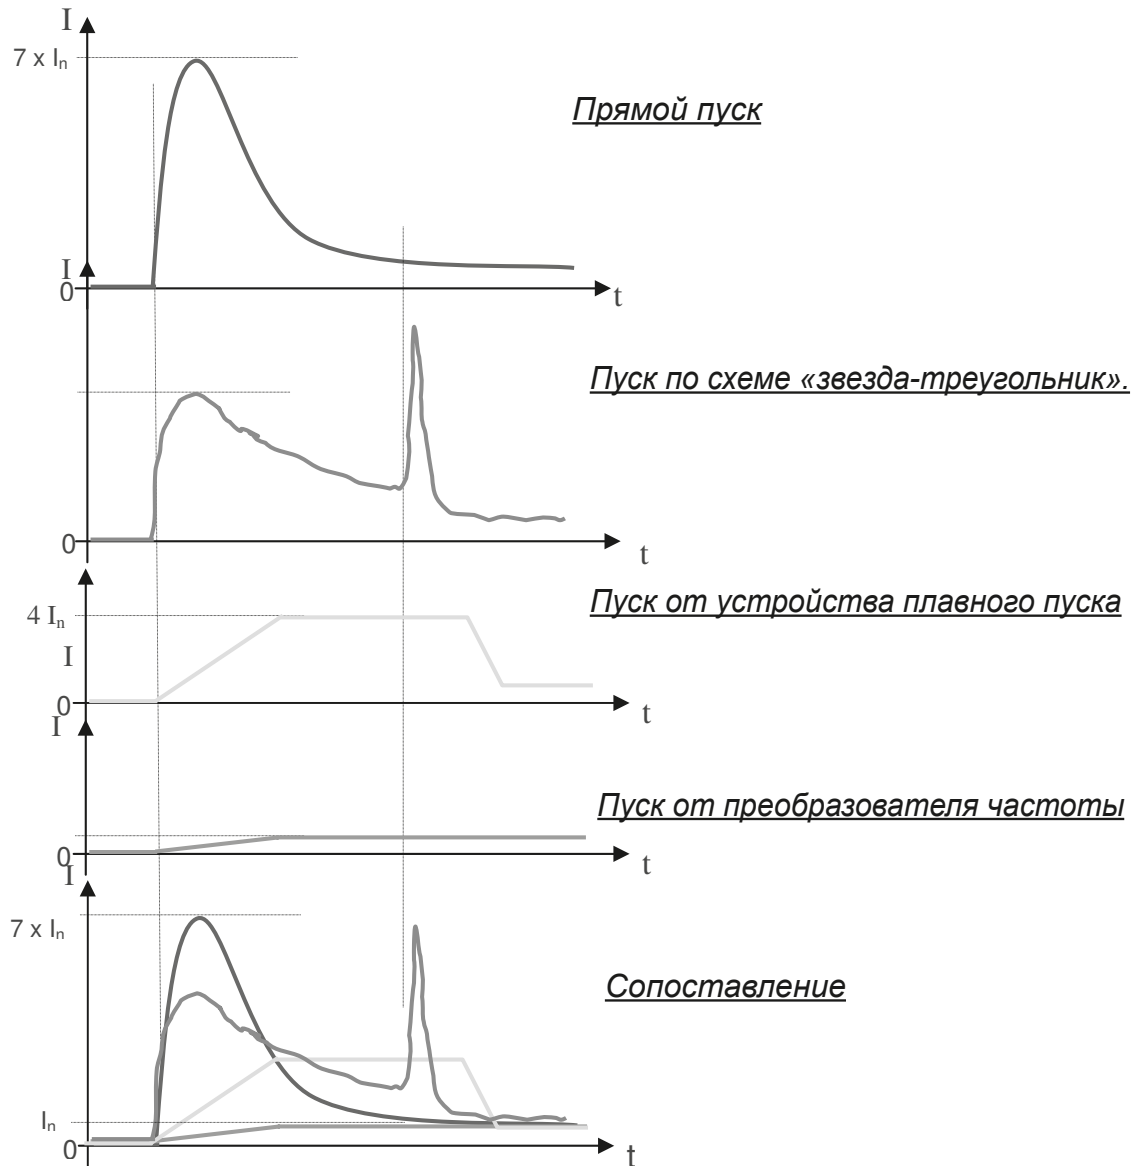 I
7 x Iₙ
Прямой пуск
I
0
t
Пуск по схеме «звезда-треугольник».
0
t
Пуск от устройства плавного пуска
4 Iₙ
I
0
t
I
Пуск от преобразователя частоты
0
t
I
7 x Iₙ
Сопоставление
Iₙ
0
t